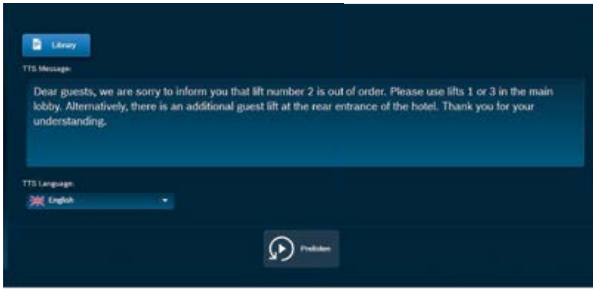 Library
TTS Message:
Dear guests, we are sorry to inform you that lift number 2 is out of order. Please use lifts 1 or 3 in the main
lobby. Alternatively, there is an additional guest lift at the rear entrance of the hotel. Thank you for your
understanding.
TTS Language:
English
Prelisten